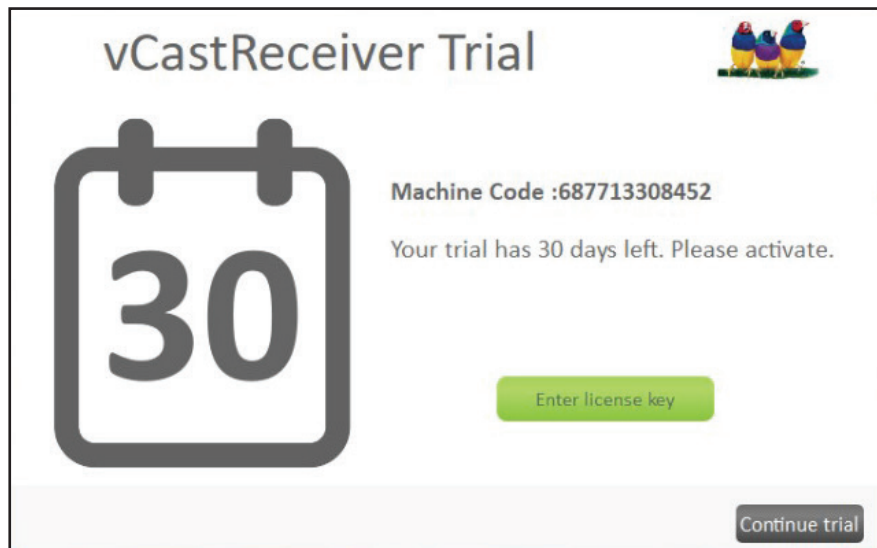 vCastReceiver Trial
Machine Code :687713308452
Your trial has 30 days left. Please activate.
30
Enter license key
Continue trial